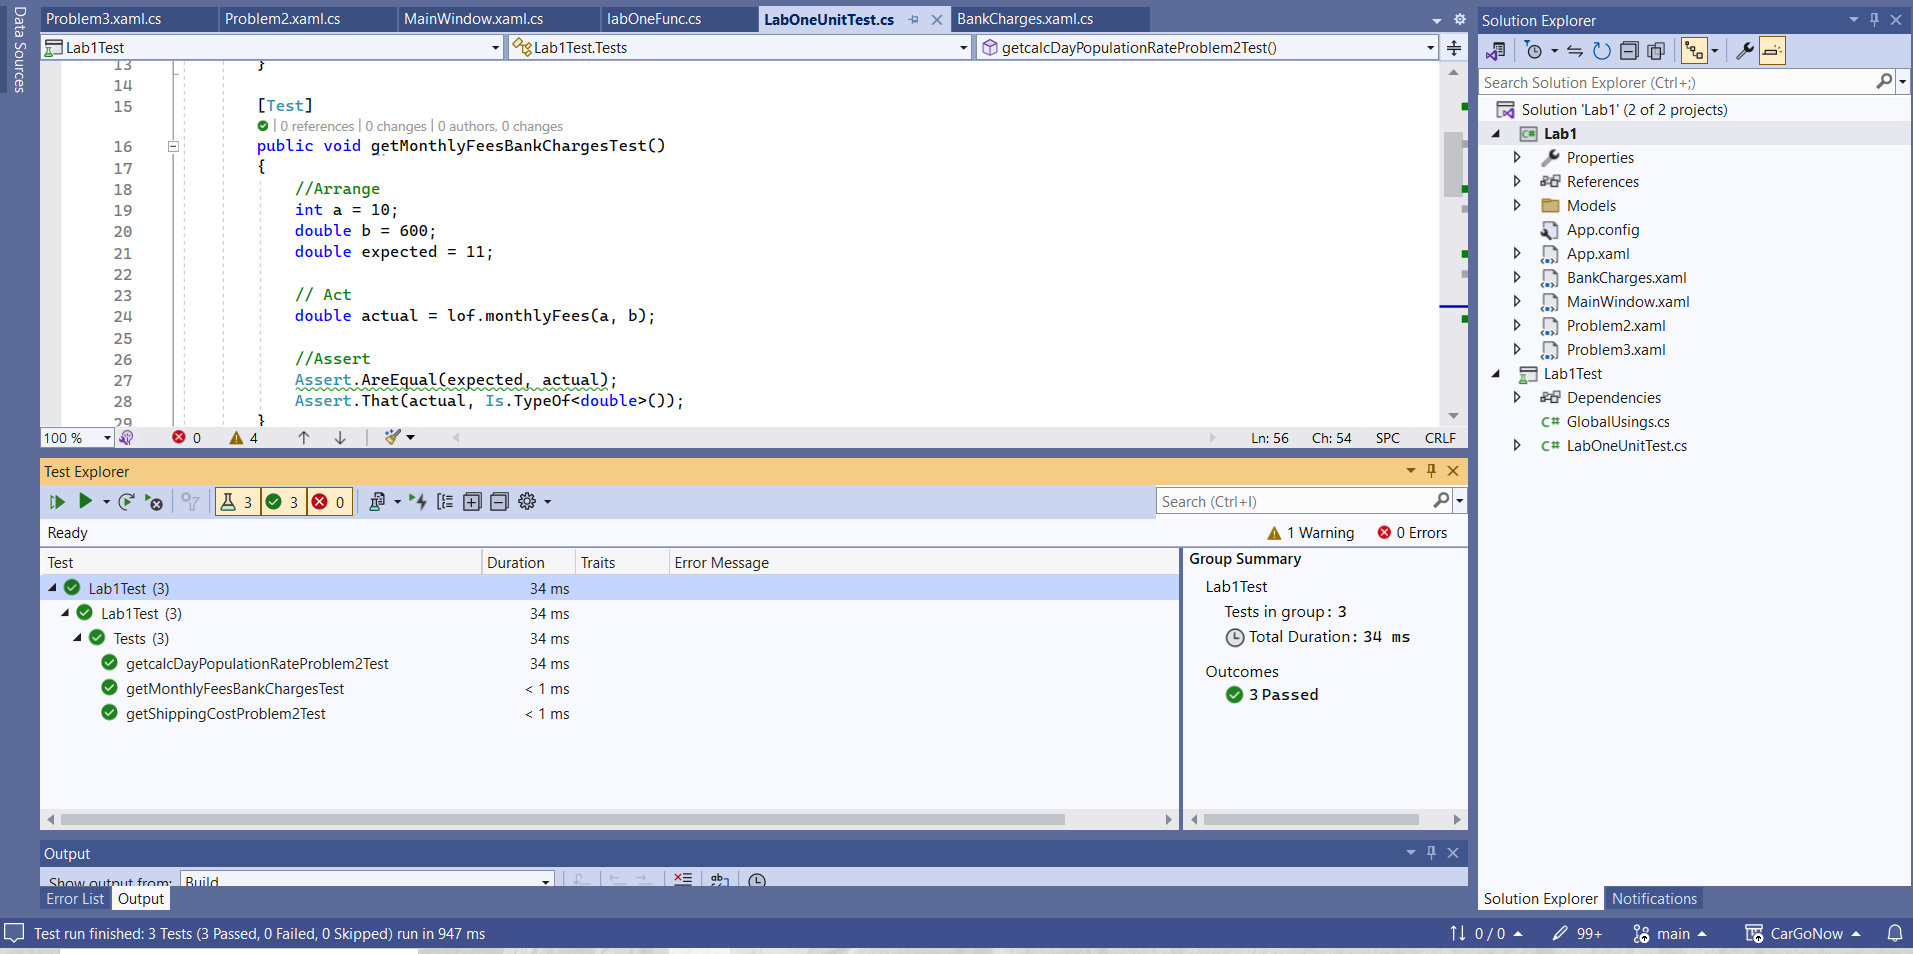 Data Sources
Problem3.xaml.cs Problem2.xaml.cs MainWindow.xaml.cs labOneFunc.cs LabOneUnitTest.cs BankCharges.xaml.cs
Lab1Test Lab1Test.Tests getcalcDayPopulationRateProblem2Test()
13 }
14
15 [Test]
0 references | 0 changes | 0 authors, 0 changes
16 public void getMonthlyFeesBankChargesTest()
17 {
18 //Arrange
19 int a = 10;
20 double b = 600;
21 double expected = 11;
22
23 // Act
24 double actual = lof.monthlyFees(a, b);
25
26 //Assert
27 Assert.AreEqual(expected, actual);
28 Assert.That(actual, Is.TypeOf<double>());
29 }
100 % 0 4 Ln: 56 Ch: 54 SPC CRLF
Test Explorer
3 3 0 Search (Ctrl+I)
Ready 1 Warning 0 Errors
Test Duration Traits Error Message
Lab1Test (3) 34 ms
Lab1Test (3) 34 ms
Tests (3) 34 ms
getcalcDayPopulationRateProblem2Test 34 ms
getMonthlyFeesBankChargesTest < 1 ms
getShippingCostProblem2Test < 1 ms
Group Summary
Lab1Test
Tests in group: 3
Total Duration: 34 ms
Outcomes
3 Passed
Output
Show output from: Build
Error List Output
Solution Explorer
Search Solution Explorer (Ctrl+;)
Solution 'Lab1' (2 of 2 projects)
Lab1
Properties
References
Models
App.config
App.xaml
BankCharges.xaml
MainWindow.xaml
Problem2.xaml
Problem3.xaml
Lab1Test
Dependencies
C# GlobalUsings.cs
C# LabOneUnitTest.cs
Solution Explorer Notifications
Test run finished: 3 Tests (3 Passed, 0 Failed, 0 Skipped) run in 947 ms 0 / 0 99+ main CarGoNow